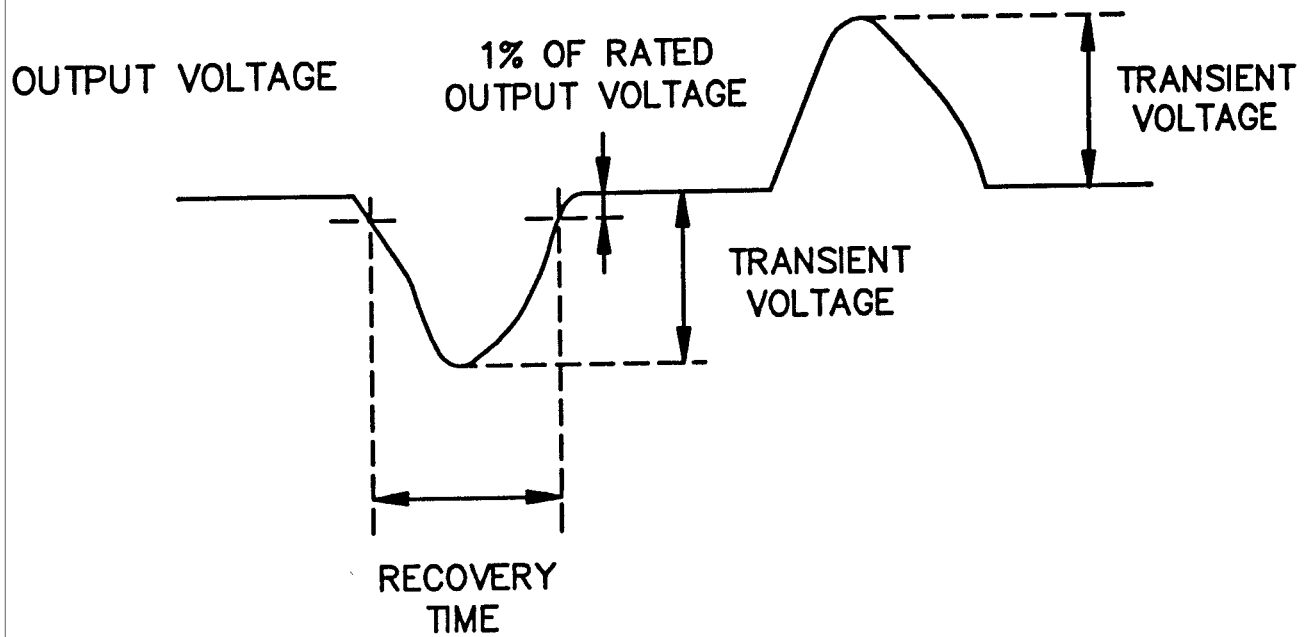 OUTPUT VOLTAGE
1% OF RATED
OUTPUT VOLTAGE
TRANSIENT
VOLTAGE
TRANSIENT
VOLTAGE
RECOVERY
TIME